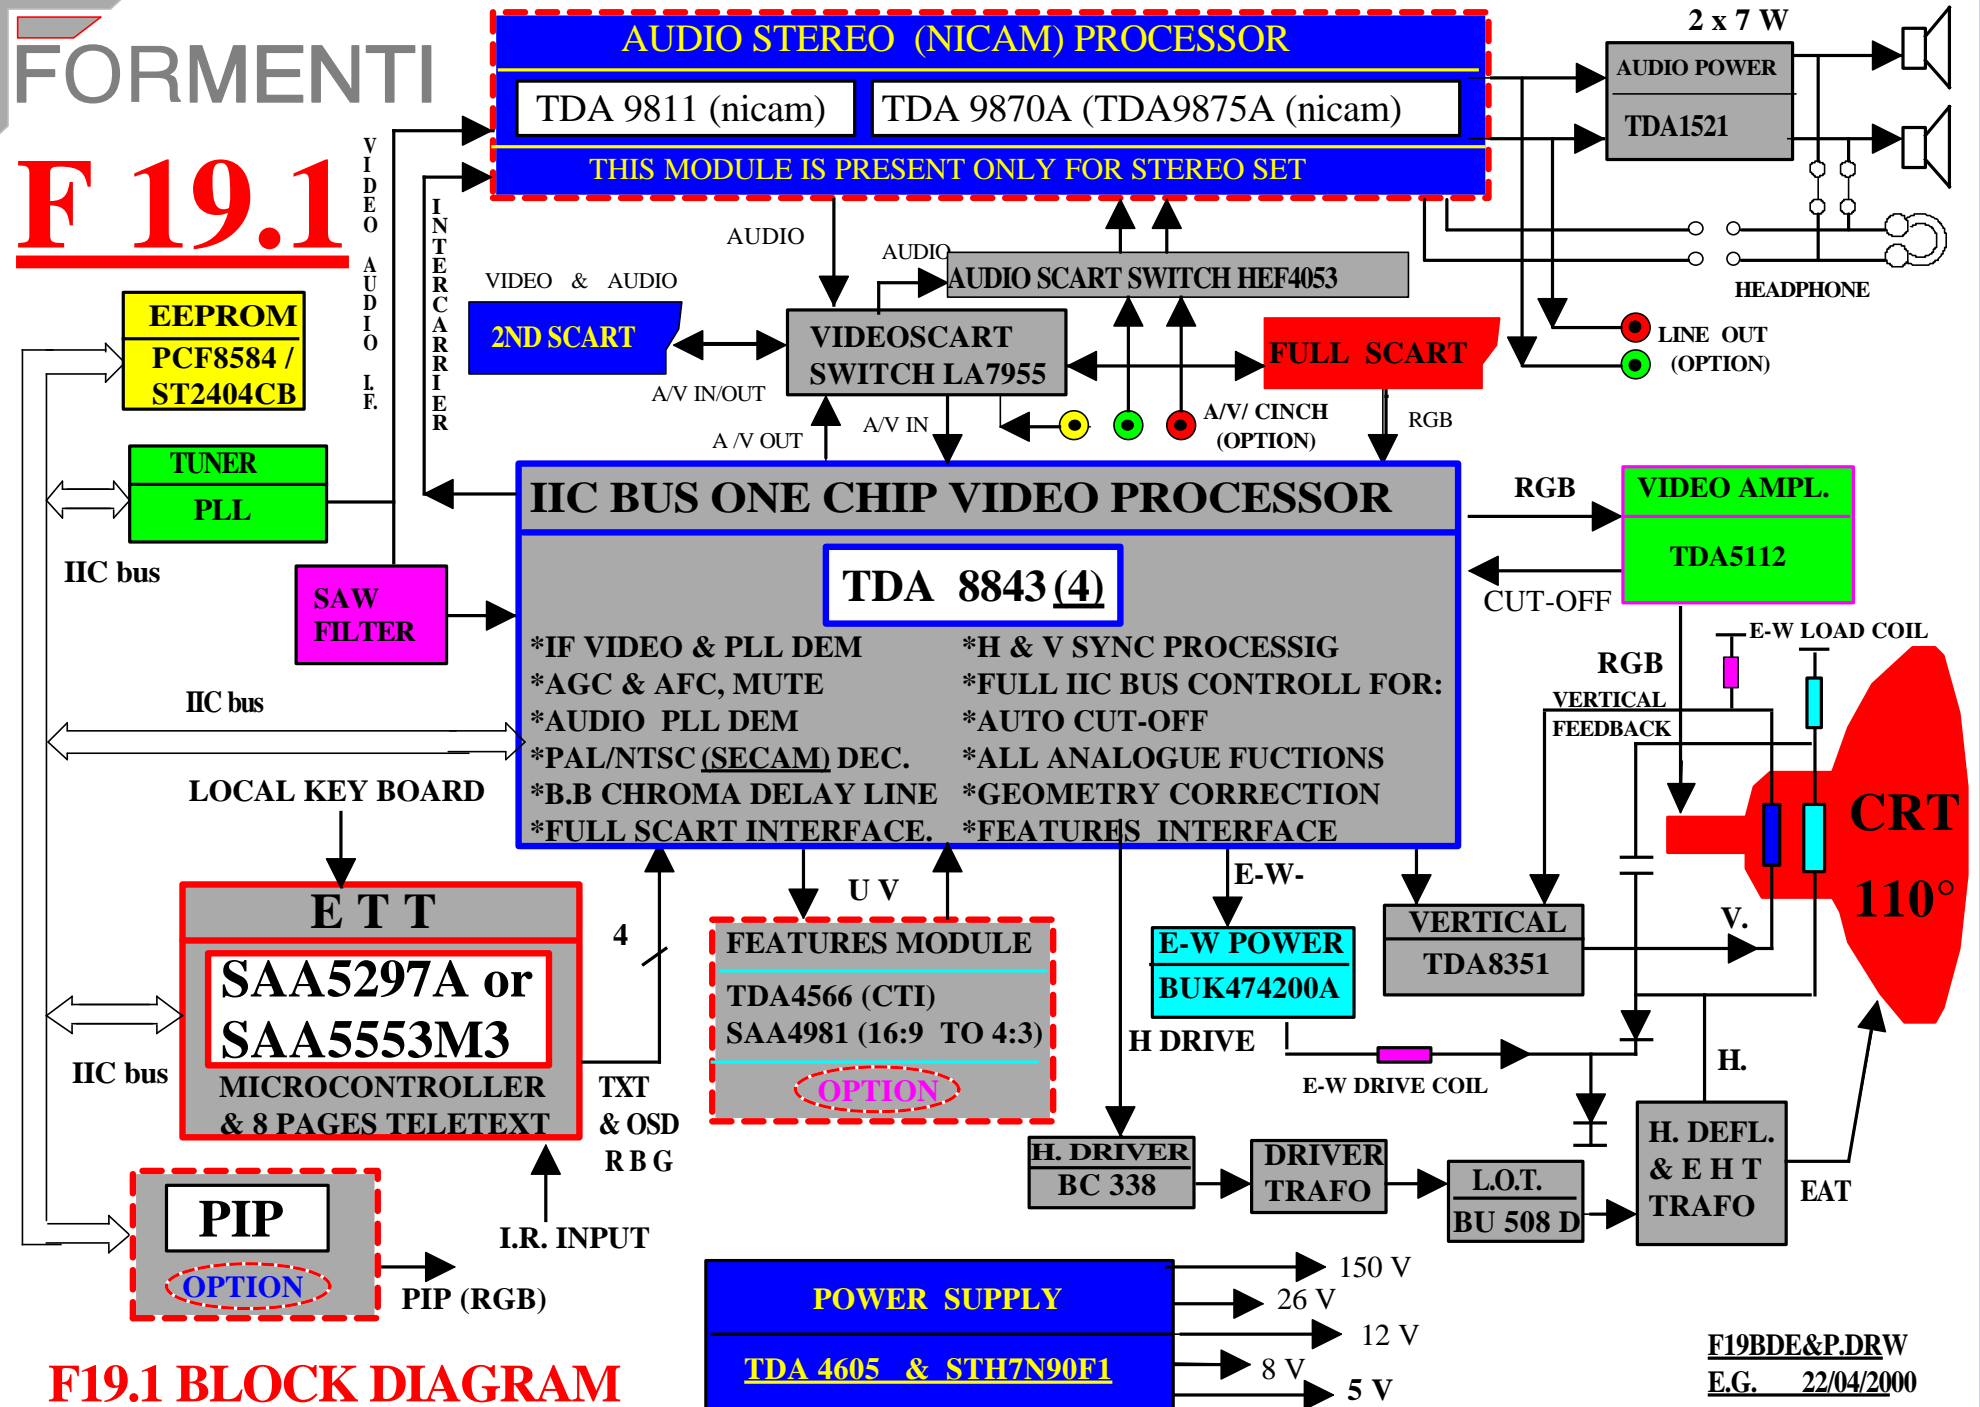 FORMENTI
F 19.1
AUDIO STEREO (NICAM) PROCESSOR
TDA 9811 (nicam)
TDA 9870A (TDA9875A (nicam)
THIS MODULE IS PRESENT ONLY FOR STEREO SET
2 x 7 W
AUDIO POWER
TDA1521
HEADPHONE
LINE OUT
(OPTION)
VIDEO AUDIO I.F.
INTERCARRIER
AUDIO
AUDIO
AUDIO SCART SWITCH HEF4053
VIDEO & AUDIO
2ND SCART
VIDEOSCART
SWITCH LA7955
FULL SCART
A/V IN/OUT
A /V OUT
A/V IN
A/V/ CINCH
(OPTION)
RGB
EEPROM
PCF8584 /
ST2404CB
TUNER
PLL
IIC bus
SAW
FILTER
IIC BUS ONE CHIP VIDEO PROCESSOR
TDA 8843 (4)
*IF VIDEO & PLL DEM
*AGC & AFC, MUTE
*AUDIO PLL DEM
*PAL/NTSC (SECAM) DEC.
*B.B CHROMA DELAY LINE
*FULL SCART INTERFACE.
*H & V SYNC PROCESSIG
*FULL IIC BUS CONTROLL FOR:
*AUTO CUT-OFF
*ALL ANALOGUE FUCTIONS
*GEOMETRY CORRECTION
*FEATURES INTERFACE
RGB
VIDEO AMPL.
TDA5112
CUT-OFF
E-W LOAD COIL
RGB
VERTICAL
FEEDBACK
CRT
110°
IIC bus
LOCAL KEY BOARD
E T T
SAA5297A or
SAA5553M3
MICROCONTROLLER
& 8 PAGES TELETEXT
IIC bus
4
TXT
& OSD
R B G
I.R. INPUT
U V
FEATURES MODULE
TDA4566 (CTI)
SAA4981 (16:9 TO 4:3)
OPTION
E-W-
E-W POWER
BUK474200A
H DRIVE
VERTICAL
TDA8351
V.
E-W DRIVE COIL
H.
H. DRIVER
BC 338
DRIVER
TRAFO
L.O.T.
BU 508 D
H. DEFL.
& E H T
TRAFO
EAT
PIP
OPTION
PIP (RGB)
POWER SUPPLY
TDA 4605 & STH7N90F1
150 V
26 V
12 V
8 V
5 V
F19.1 BLOCK DIAGRAM
F19BDE&P.DRW
E.G. 22/04/2000